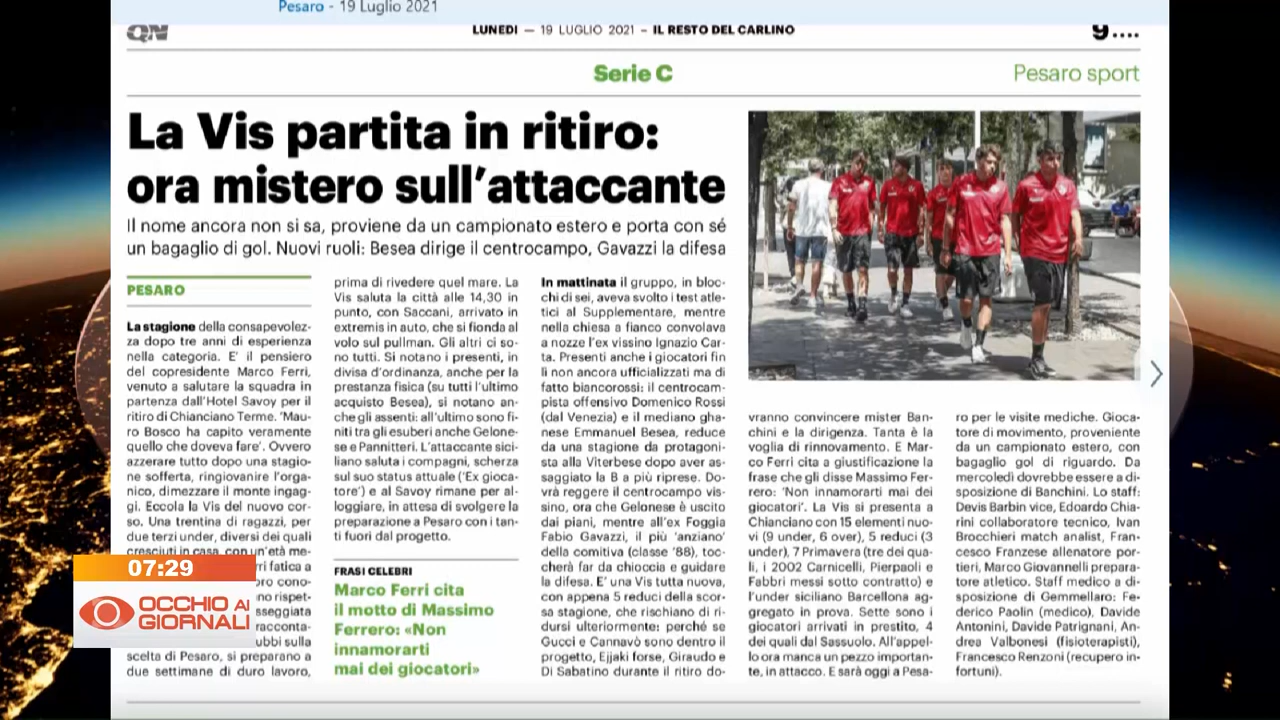 Pesaro - 19 Luglio 2021
QN
LUNEDÌ — 19 LUGLIO 2021 – IL RESTO DEL CARLINO
9 ••••
Serie C
Pesaro sport
La Vis partita in ritiro:
ora mistero sull'attaccante
Il nome ancora non si sa, proviene da un campionato estero e porta con sé
un bagaglio di gol. Nuovi ruoli: Besea dirige il centrocampo, Gavazzi la difesa
PESARO
La stagione della consapevolez-
za dopo tre anni di esperienza
nella categoria. E' il pensiero
del copresidente Marco Ferri,
venuto a salutare la squadra in
partenza dall'Hotel Savoy per il
ritiro di Chianciano Terme. 'Mau-
ro Bosco ha capito veramente
quello che doveva fare'. Ovvero
azzerare tutto dopo una stagio-
ne sofferta, ringiovanire l'orga-
nico, dimezzare il monte ingag-
gi. Eccola la Vis del nuovo cor-
so. Una trentina di ragazzi, per
due terzi under, diversi dei quali
cresciuti in casa, con un'età me-
rri fatica a
oro cono-
no rispet-
sseggiata
racconta-
ubbi sulla
scelta di Pesaro, si preparano a
due settimane di duro lavoro,
prima di rivedere quel mare. La
Vis saluta la città alle 14,30 in
punto, con Saccani, arrivato in
extremis in auto, che si fionda al
volo sul pullman. Gli altri ci so-
no tutti. Si notano i presenti, in
divisa d'ordinanza, anche per la
prestanza fisica (su tutti l'ultimo
acquisto Besea), si notano an-
che gli assenti: all'ultimo sono fi-
niti tra gli esuberi anche Gelone-
se e Pannitteri. L'attaccante sici-
liano saluta i compagni, scherza
sul suo status attuale ('Ex gioca-
tore') e al Savoy rimane per al-
loggiare, in attesa di svolgere la
preparazione a Pesaro con i tan-
ti fuori dal progetto.
FRASI CELEBRI
Marco Ferri cita
il motto di Massimo
Ferrero: «Non
innamorarti
mai dei giocatori»
In mattinata il gruppo, in bloc-
chi di sei, aveva svolto i test atle-
tici al Supplementare, mentre
nella chiesa a fianco convolava
a nozze l'ex vissino Ignazio Car-
ta. Presenti anche i giocatori fin
lì non ancora ufficializzati ma di
fatto biancorossi: il centrocam-
pista offensivo Domenico Rossi
(dal Venezia) e il mediano gha-
nese Emmanuel Besea, reduce
da una stagione da protagoni-
sta alla Viterbese dopo aver as-
saggiato la B a più riprese. Do-
vrà reggere il centrocampo vis-
sino, ora che Gelonese è uscito
dai piani, mentre all'ex Foggia
Fabio Gavazzi, il più 'anziano'
della comitiva (classe '88), toc-
cherà far da chioccia e guidare
la difesa. E' una Vis tutta nuova,
con appena 5 reduci della scor-
sa stagione, che rischiano di ri-
dursi ulteriormente: perché se
Gucci e Cannavò sono dentro il
progetto, Ejjaki forse, Giraudo e
Di Sabatino durante il ritiro do-
vranno convincere mister Ban-
chini e la dirigenza. Tanta è la
voglia di rinnovamento. E Mar-
co Ferri cita a giustificazione la
frase che gli disse Massimo Fer-
rero: 'Non innamorarti mai dei
giocatori'. La Vis si presenta a
Chianciano con 15 elementi nuo-
vi (9 under, 6 over), 5 reduci (3
under), 7 Primavera (tre dei qua-
li, i 2002 Carnicelli, Pierpaoli e
Fabbri messi sotto contratto) e
l'under siciliano Barcellona ag-
gregato in prova. Sette sono i
giocatori arrivati in prestito, 4
dei quali dal Sassuolo. All'appel-
lo ora manca un pezzo importan-
te, in attacco. E sarà oggi a Pesa-
ro per le visite mediche. Gioca-
tore di movimento, proveniente
da un campionato estero, con
bagaglio gol di riguardo. Da
mercoledì dovrebbe essere a di-
sposizione di Banchini. Lo staff:
Devis Barbin vice, Edoardo Chia-
rini collaboratore tecnico, Ivan
Brocchieri match analist, Fran-
cesco Franzese allenatore por-
tieri, Marco Giovannelli prepara-
tore atletico. Staff medico a di-
sposizione di Gemmellaro: Fe-
derico Paolin (medico), Davide
Antonini, Davide Patrignani, An-
drea Valbonesi (fisioterapisti),
Francesco Renzoni (recupero in-
fortuni).
07:29
OCCHIO AI
GIORNALI